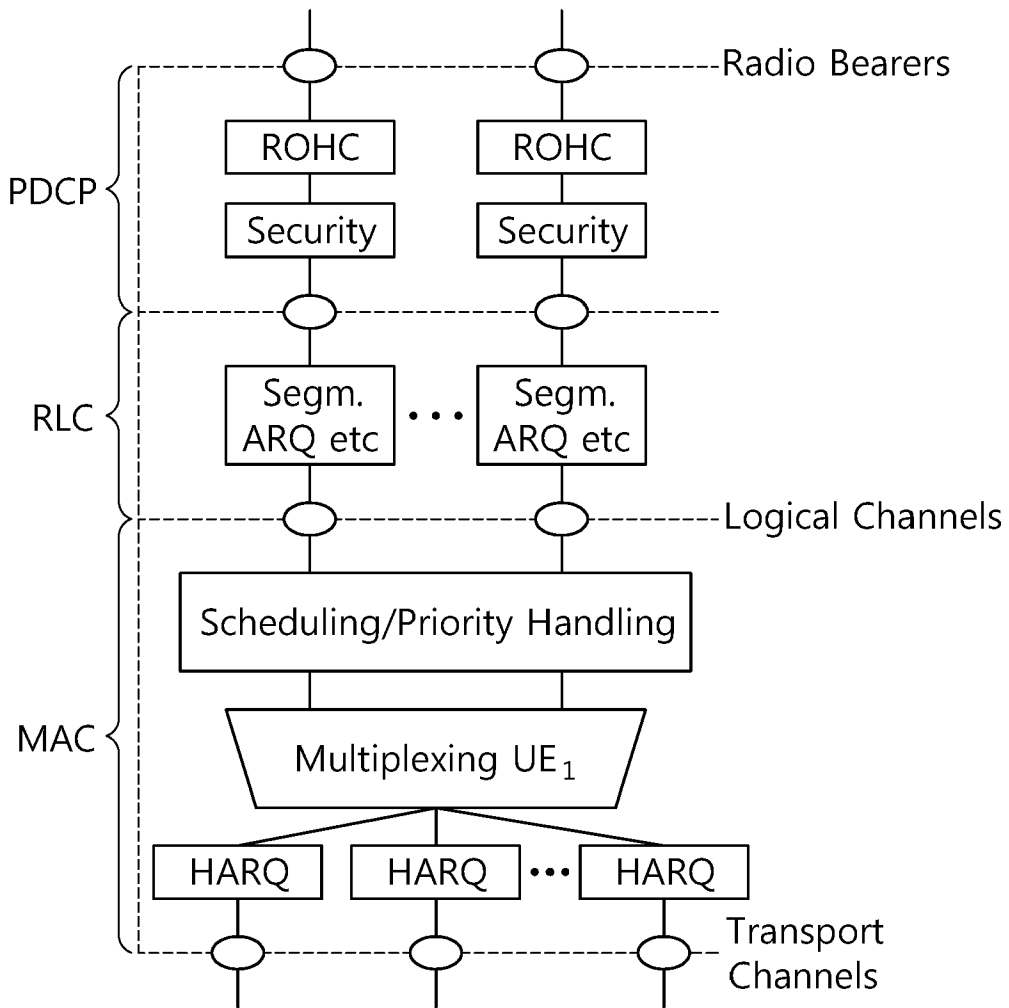 Radio Bearers
ROHC
ROHC
PDCP
Security
Security
Segm.
ARQ etc
Segm.
ARQ etc
RLC
Logical Channels
Scheduling/Priority Handling
MAC
Multiplexing UE₁
HARQ
HARQ
HARQ
Transport
Channels